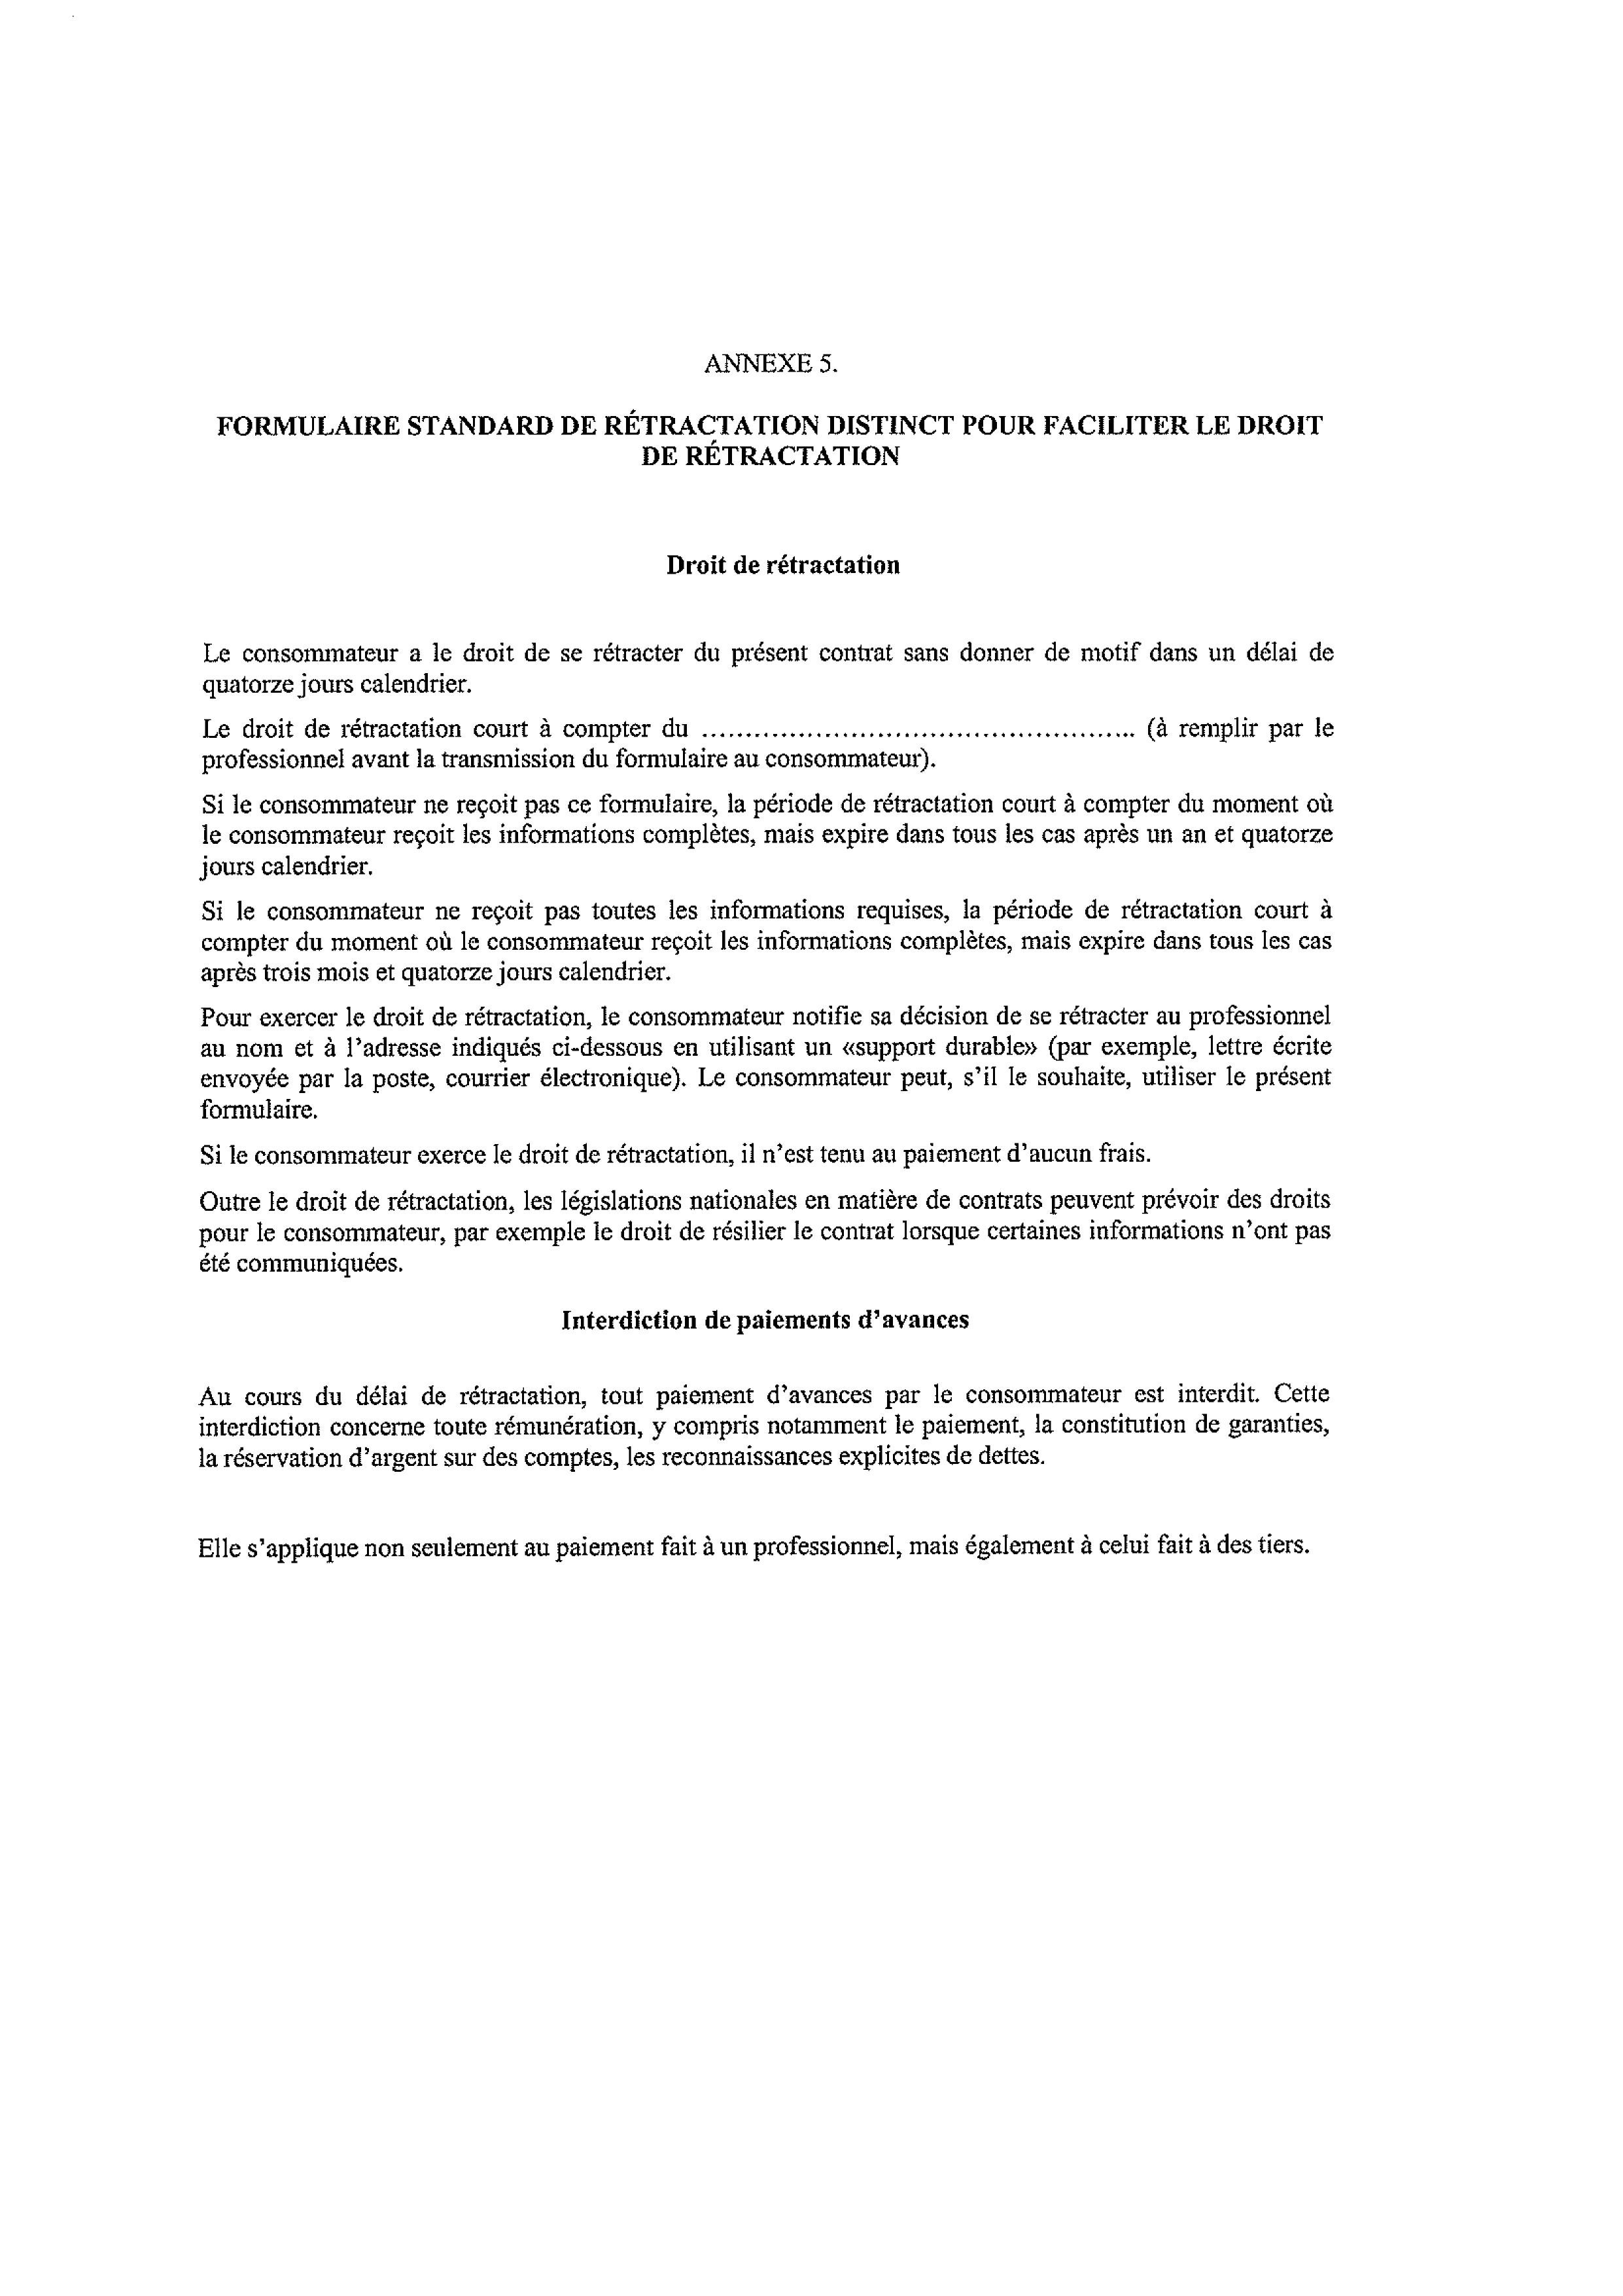 ANNEXE 5.
FORMULAIRE STANDARD DE RÉTRACTATION DISTINCT POUR FACILITER LE DROIT
DE RÉTRACTATION
Droit de rétractation
Le consommateur a le droit de se rétracter du présent contrat sans donner de motif dans un délai de
quatorze jours calendrier.
Le droit de rétractation court à compter du ................................................. (à remplir par le
professionnel avant la transmission du formulaire au consommateur).
Si le consommateur ne reçoit pas ce formulaire, la période de rétractation court à compter du moment où
le consommateur reçoit les informations complètes, mais expire dans tous les cas après un an et quatorze
jours calendrier.
Si le consommateur ne reçoit pas toutes les informations requises, la période de rétractation court à
compter du moment où le consommateur reçoit les informations complètes, mais expire dans tous les cas
après trois mois et quatorze jours calendrier.
Pour exercer le droit de rétractation, le consommateur notifie sa décision de se rétracter au professionnel
au nom et à l’adresse indiqués ci-dessous en utilisant un «support durable» (par exemple, lettre écrite
envoyée par la poste, courrier électronique). Le consommateur peut, s’il le souhaite, utiliser le présent
formulaire.
Si le consommateur exerce le droit de rétractation, il n’est tenu au paiement d’aucun frais.
Outre le droit de rétractation, les législations nationales en matière de contrats peuvent prévoir des droits
pour le consommateur, par exemple le droit de résilier le contrat lorsque certaines informations n’ont pas
été communiquées.
Interdiction de paiements d’avances
Au cours du délai de rétractation, tout paiement d’avances par le consommateur est interdit. Cette
interdiction concerne toute rémunération, y compris notamment le paiement, la constitution de garanties,
la réservation d’argent sur des comptes, les reconnaissances explicites de dettes.
Elle s’applique non seulement au paiement fait à un professionnel, mais également à celui fait à des tiers.